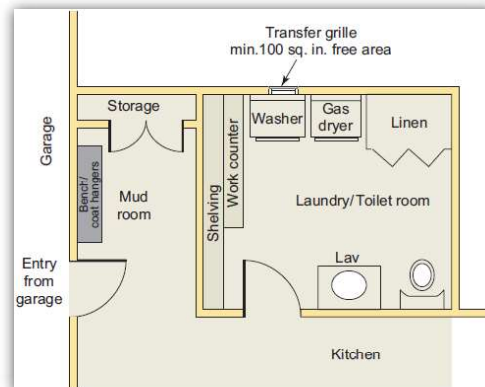 Transfer grille
min.100 sq. in. free area
Storage
Washer
Gas
dryer
Linen
Garage
Bench/
coat hangers
Mud
room
Shelving
Work counter
Laundry/Toilet room
Lav
Entry
from
garage
Kitchen